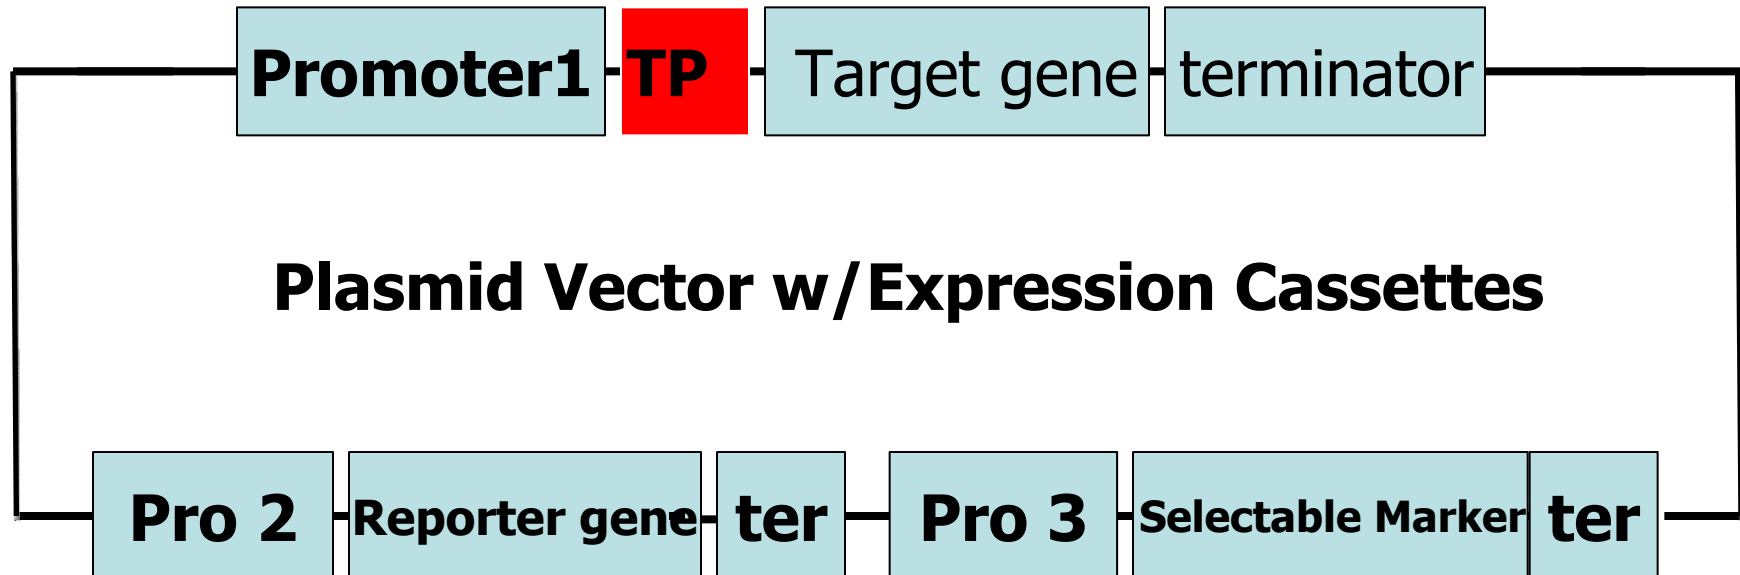 Promoter1 TP Target gene terminator
Plasmid Vector w/Expression Cassettes
Pro 2 Reporter gene ter Pro 3 Selectable Marker ter